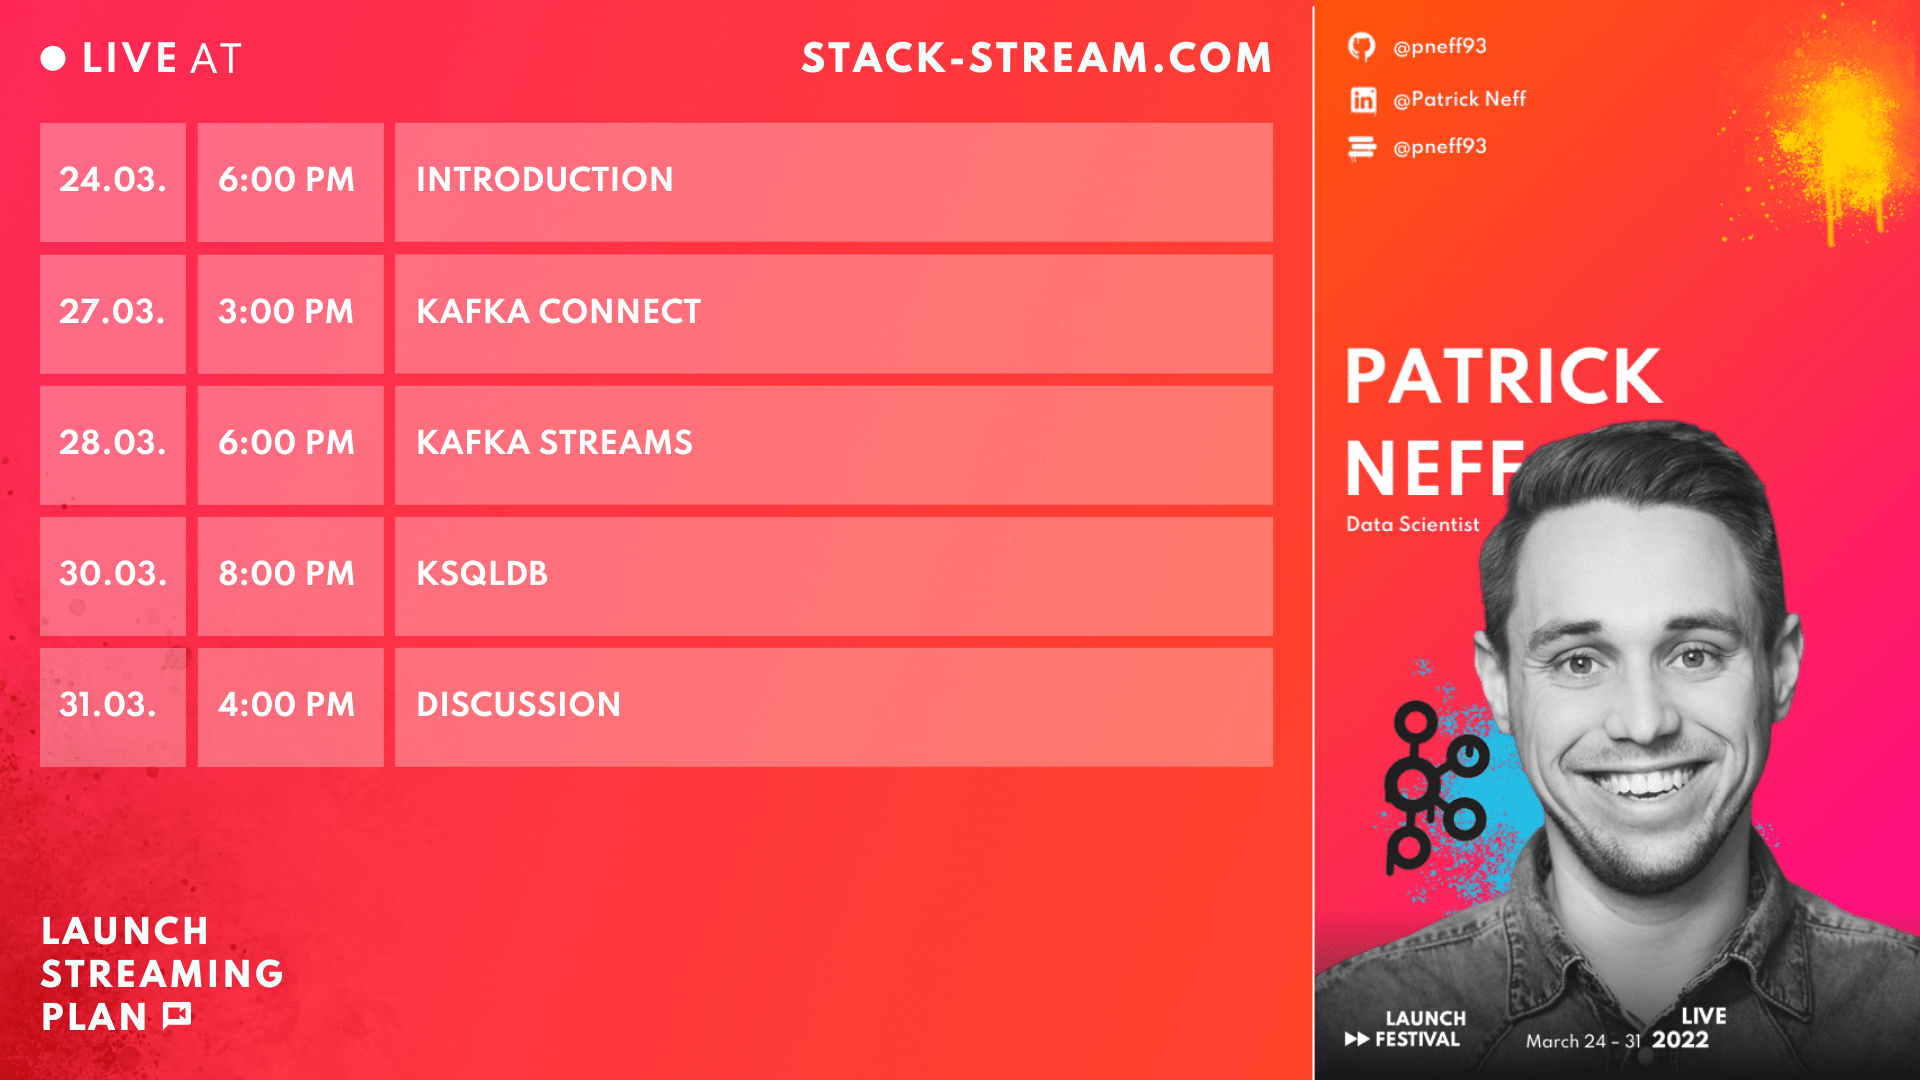 LIVE AT
STACK-STREAM.COM
24.03. 6:00 PM INTRODUCTION
27.03. 3:00 PM KAFKA CONNECT
28.03. 6:00 PM KAFKA STREAMS
30.03. 8:00 PM KSQLDB
31.03. 4:00 PM DISCUSSION
LAUNCH
STREAMING
PLAN
@pneff93
@Patrick Neff
@pneff93
PATRICK
NEFF
Data Scientist
LAUNCH
FESTIVAL
LIVE
March 24 – 31 2022